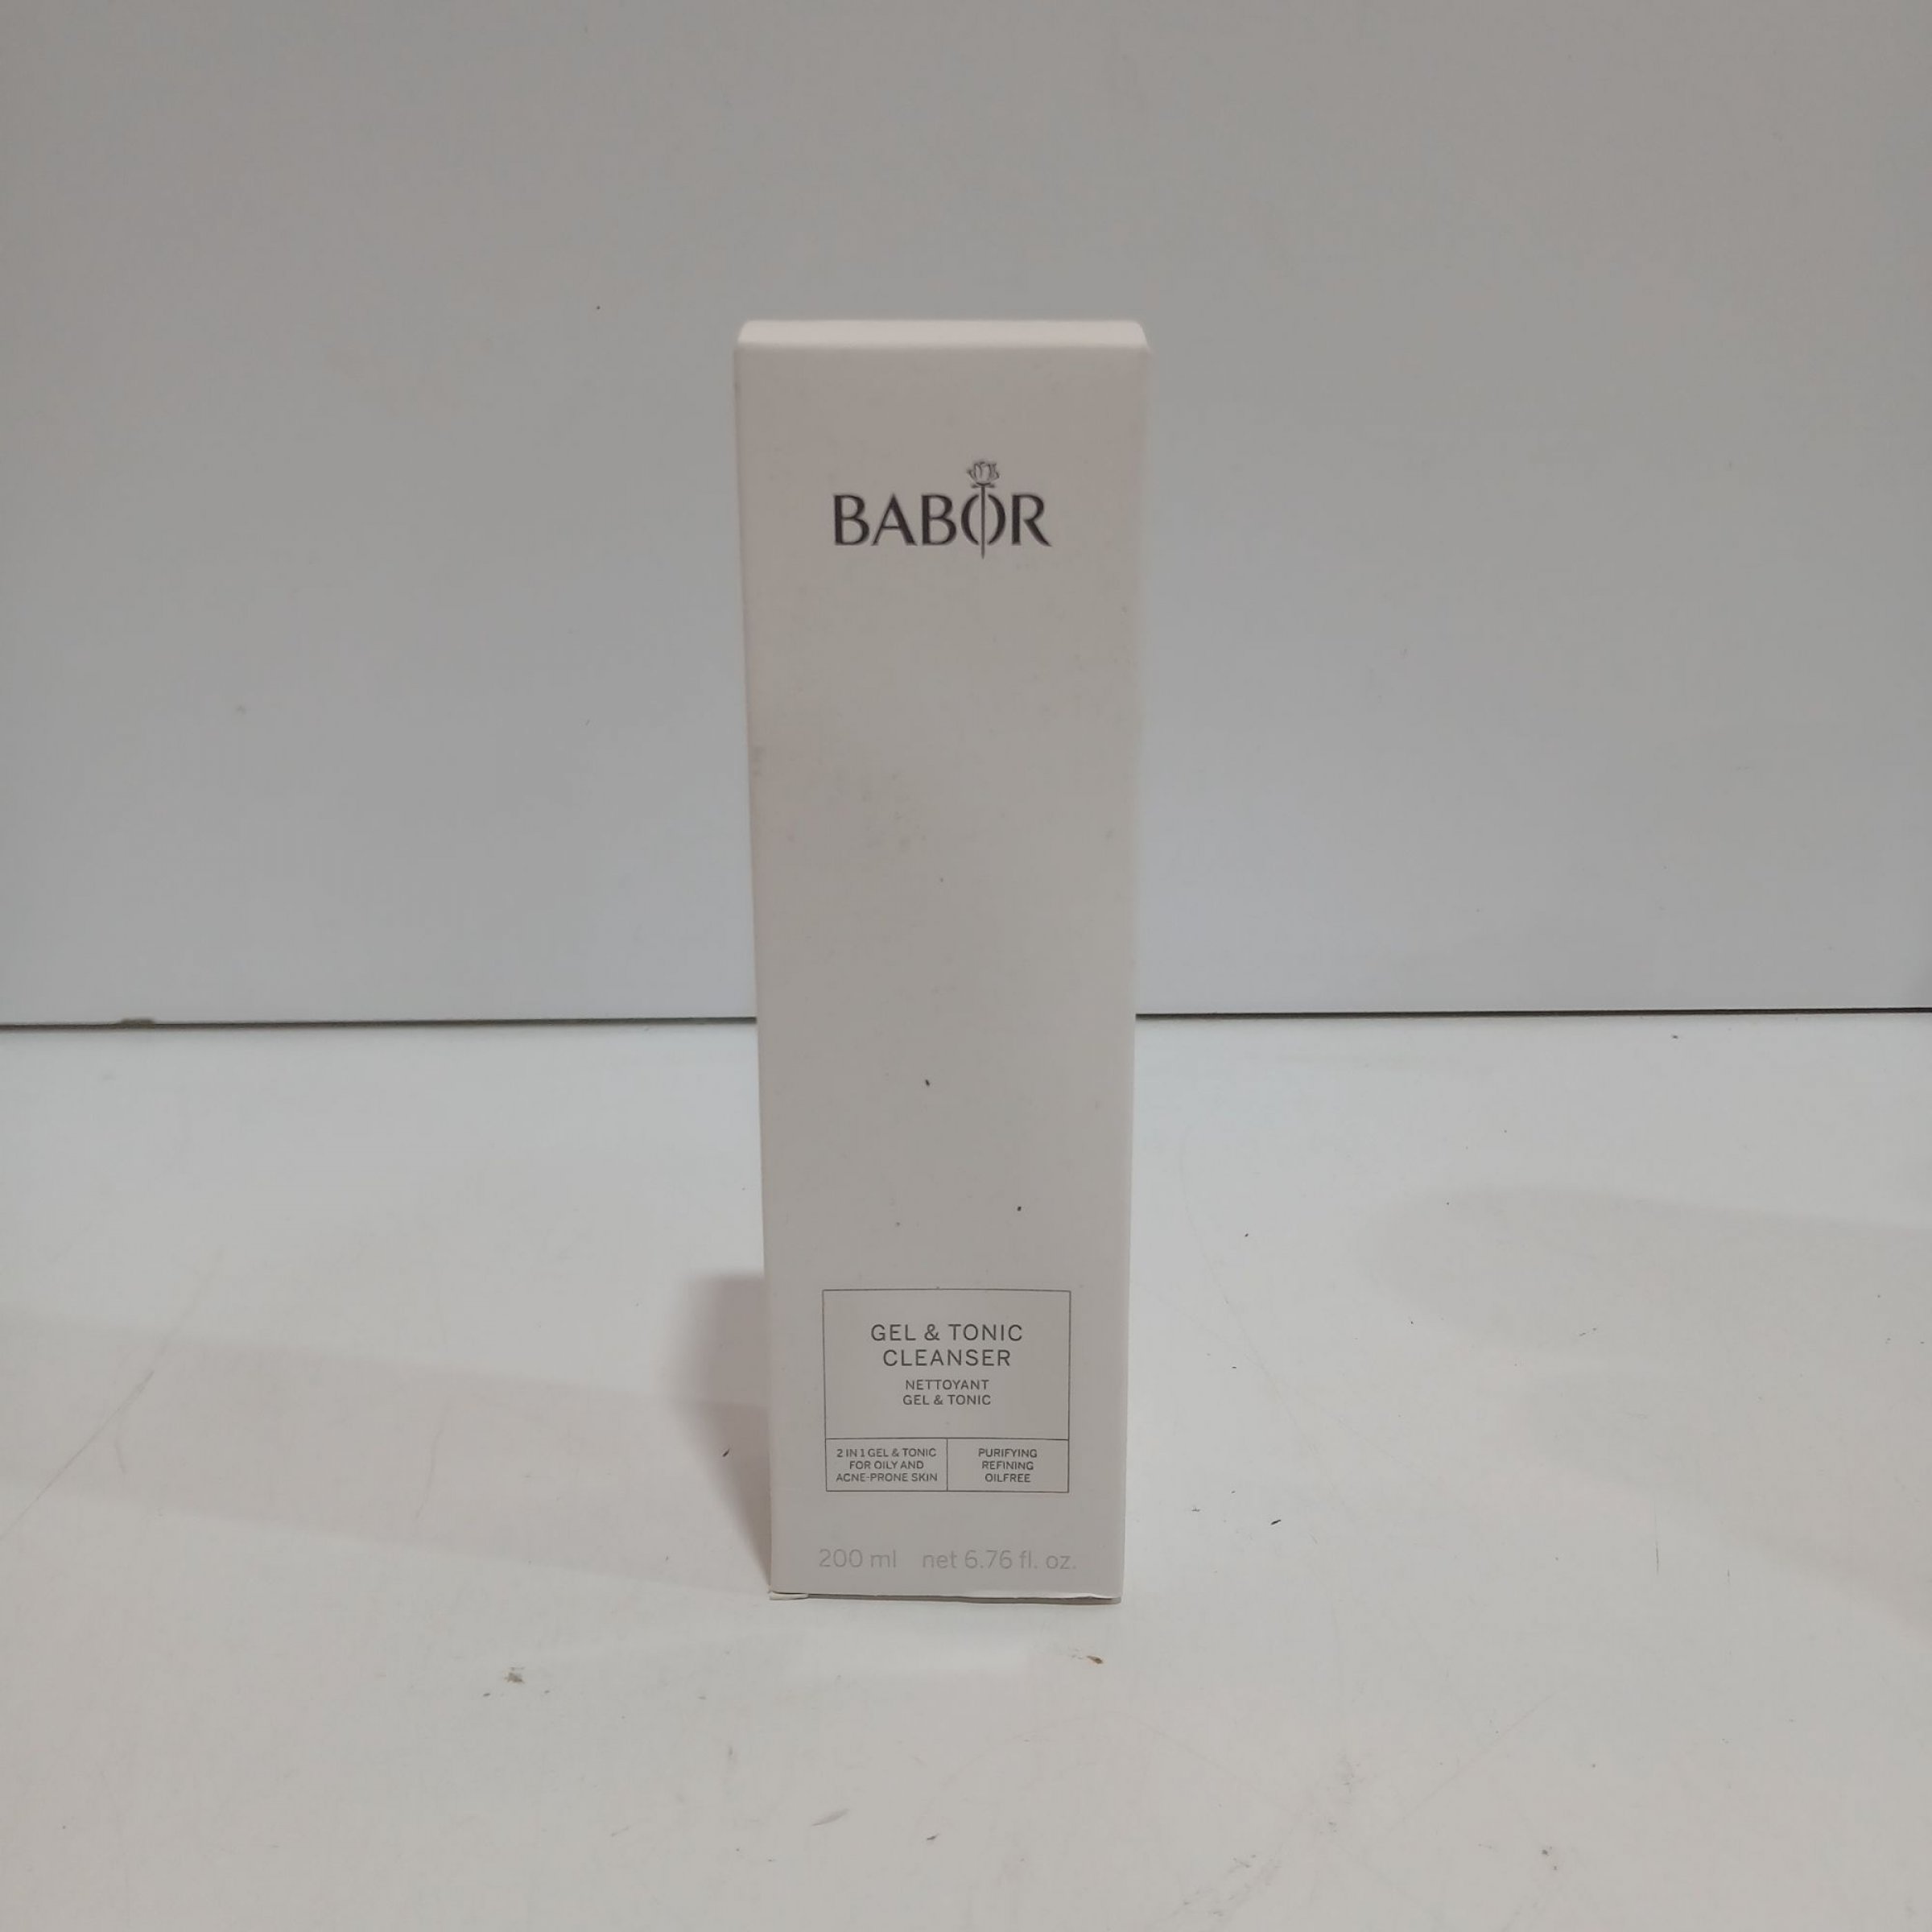 BABOR
GEL & TONIC
CLEANSER
NETTOYANT
GEL & TONIC
2 IN 1 GEL & TONIC
FOR OILY AND
ACNE-PRONE SKIN
PURIFYING
REFINING
OILFREE
200 ml net 6.76 fl. oz.